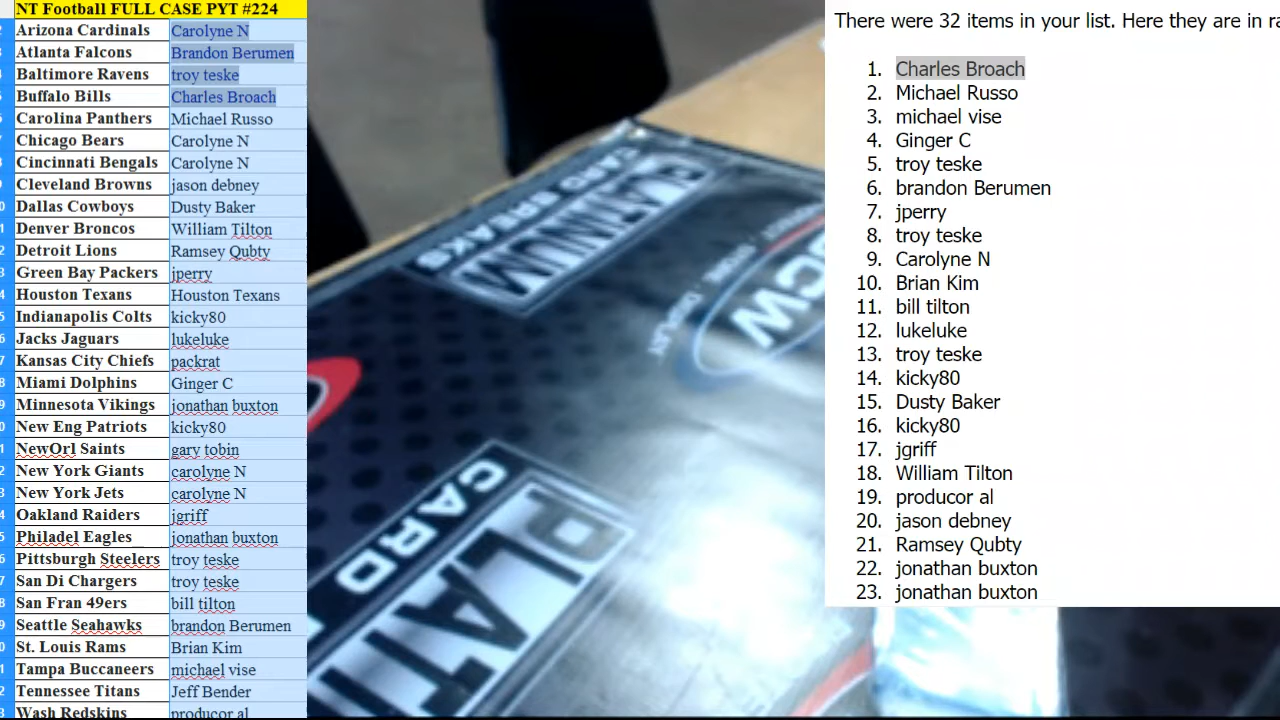 NT Football FULL CASE PYT #224
Arizona Cardinals Carolyne N
Atlanta Falcons Brandon Berumen
Baltimore Ravens troy teske
Buffalo Bills Charles Broach
Carolina Panthers Michael Russo
Chicago Bears Carolyne N
Cincinnati Bengals Carolyne N
Cleveland Browns jason debney
Dallas Cowboys Dusty Baker
Denver Broncos William Tilton
Detroit Lions Ramsey Qubty
Green Bay Packers jperry
Houston Texans Houston Texans
Indianapolis Colts kicky80
Jacks Jaguars lukeluke
Kansas City Chiefs packrat
Miami Dolphins Ginger C
Minnesota Vikings jonathan buxton
New Eng Patriots kicky80
NewOrl Saints gary tobin
New York Giants carolyne N
New York Jets carolyne N
Oakland Raiders jgriff
Philadel Eagles jonathan buxton
Pittsburgh Steelers troy teske
San Di Chargers troy teske
San Fran 49ers bill tilton
Seattle Seahawks brandon Berumen
St. Louis Rams Brian Kim
Tampa Buccaneers michael vise
Tennessee Titans Jeff Bender
Wash Redskins producor al
PLATINUM
CARD BREAKS
BCW
PLATI
CARD
There were 32 items in your list. Here they are in ra
1. Charles Broach
2. Michael Russo
3. michael vise
4. Ginger C
5. troy teske
6. brandon Berumen
7. jperry
8. troy teske
9. Carolyne N
10. Brian Kim
11. bill tilton
12. lukeluke
13. troy teske
14. kicky80
15. Dusty Baker
16. kicky80
17. jgriff
18. William Tilton
19. producor al
20. jason debney
21. Ramsey Qubty
22. jonathan buxton
23. jonathan buxton